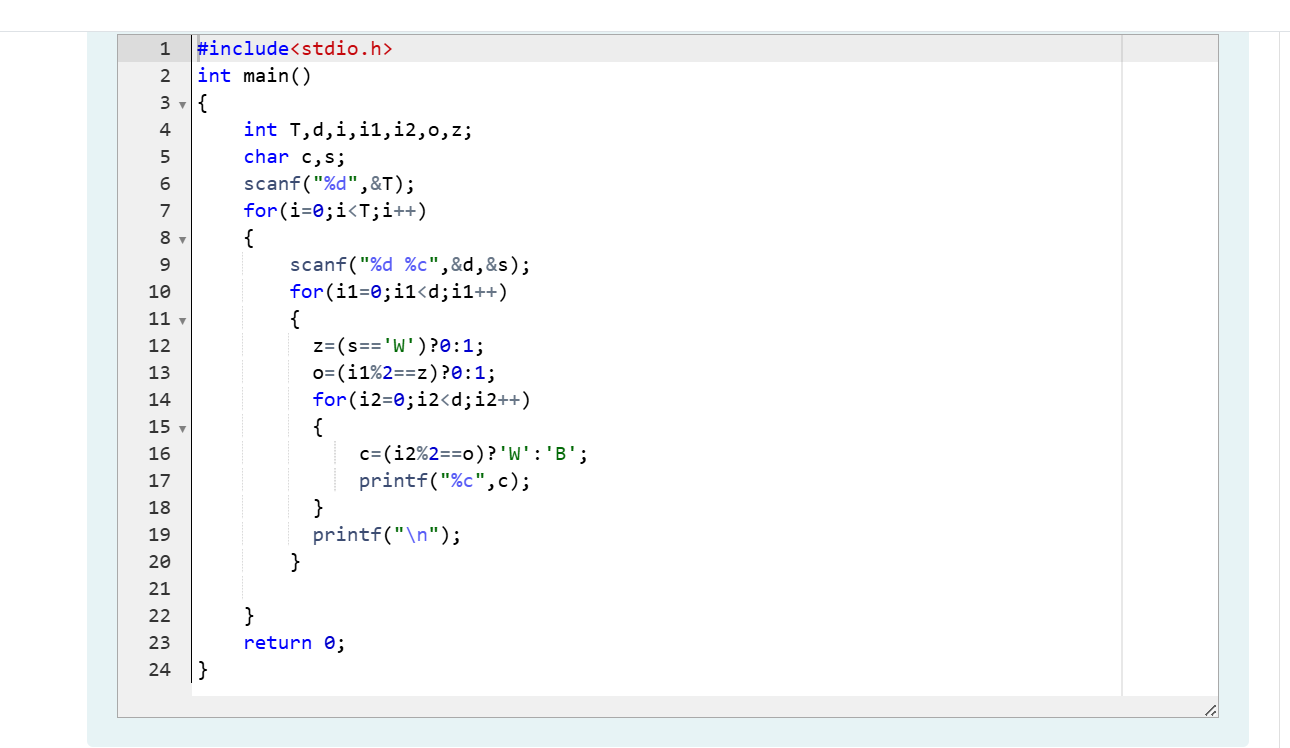 1 #include<stdio.h>
2 int main()
3 {
4 int T,d,i,i1,i2,o,z;
5 char c,s;
6 scanf("%d",&T);
7 for(i=0;i<T;i++)
8 {
9 scanf("%d %c",&d,&s);
10 for(i1=0;i1<d;i1++)
11 {
12 z=(s=='W')?0:1;
13 o=(i1%2==z)?0:1;
14 for(i2=0;i2<d;i2++)
15 {
16 c=(i2%2==o)?'W':'B';
17 printf("%c",c);
18 }
19 printf("\n");
20 }
21
22 }
23 return 0;
24 }